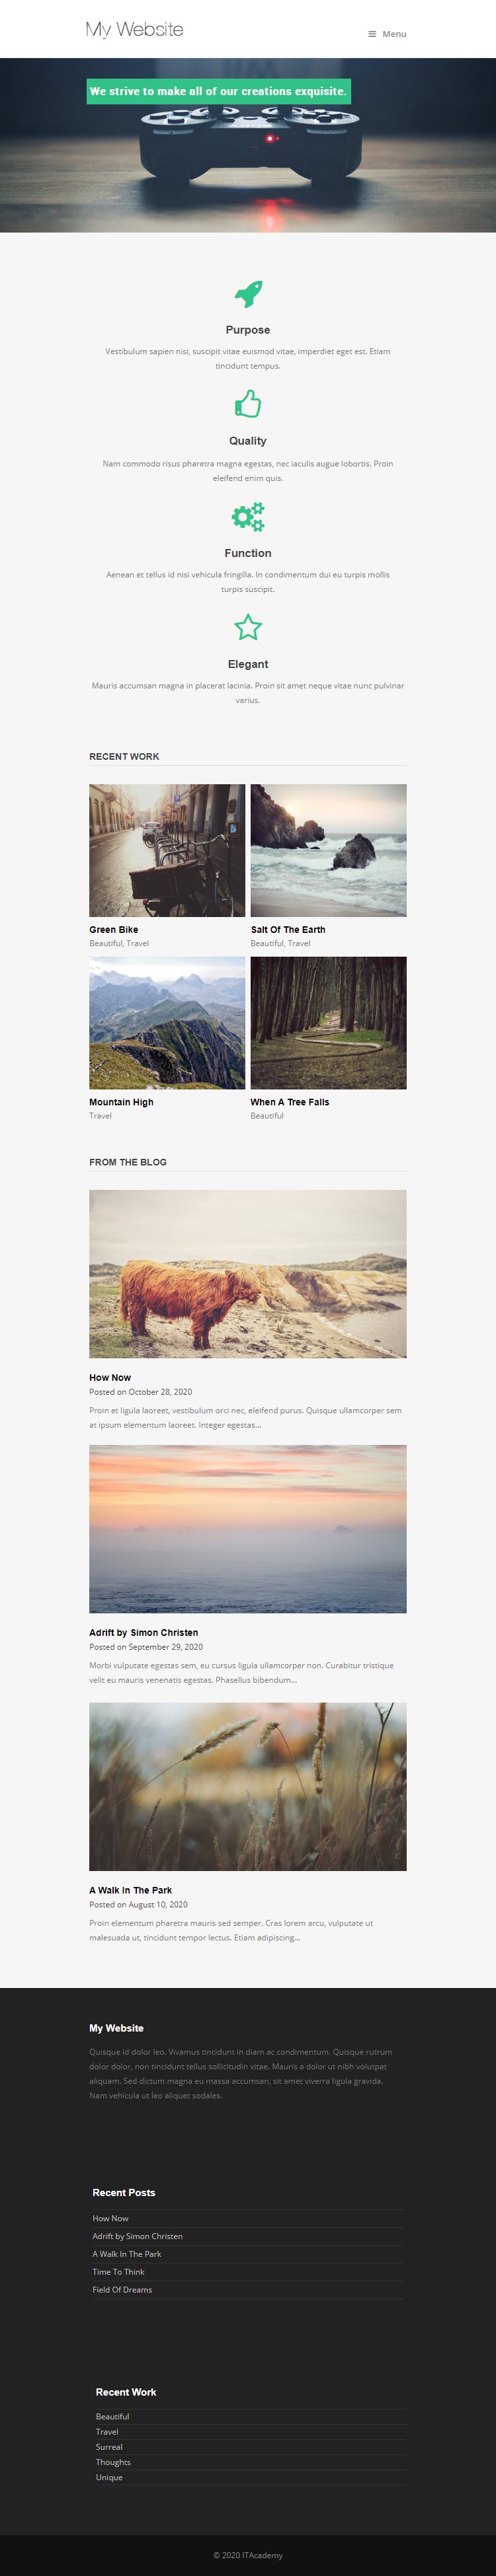 My Website
Menu
We strive to make all of our creations exquisite.
Purpose
Vestibulum sapien nisi, suscipit vitae euismod vitae, imperdiet eget est. Etiam
tincidunt tempus.
Quality
Nam commodo risus pharetra magna egestas, nec iaculis augue lobortis. Proin
eleifend enim quis.
Function
Aenean et tellus id nisi vehicula fringilla. In condimentum dui eu turpis mollis
turpis suscipit.
Elegant
Mauris accumsan magna in placerat lacinia. Proin sit amet neque vitae nunc pulvinar
varius.
RECENT WORK
Green Bike
Beautiful, Travel
Salt Of The Earth
Beautiful, Travel
Mountain High
Travel
When A Tree Falls
Beautiful
FROM THE BLOG
How Now
Posted on October 28, 2020
Proin et ligula laoreet, vestibulum orci nec, eleifend purus. Quisque ullamcorper sem
at ipsum elementum laoreet. Integer egestas...
Adrift by Simon Christen
Posted on September 29, 2020
Morbi vulputate egestas sem, eu cursus ligula ullamcorper non. Curabitur tristique
velit eu mauris venenatis egestas. Phasellus bibendum...
A Walk In The Park
Posted on August 10, 2020
Proin elementum pharetra mauris sed semper. Cras lorem arcu, vulputate ut
malesuada ut, tincidunt tempor lectus. Etiam adipiscing...
My Website
Quisque id dolor leo. Vivamus tincidunt in diam ac condimentum. Quisque rutrum
dolor dolor, non tincidunt tellus sollicitudin vitae. Mauris a dolor ut nibh volutpat
aliquam. Sed dictum magna eu massa accumsan, sit amet viverra ligula gravida.
Nam vehicula ut leo aliquet sodales.
Recent Posts
How Now
Adrift by Simon Christen
A Walk In The Park
Time To Think
Field Of Dreams
Recent Work
Beautiful
Travel
Surreal
Thoughts
Unique
© 2020 ITAcademy